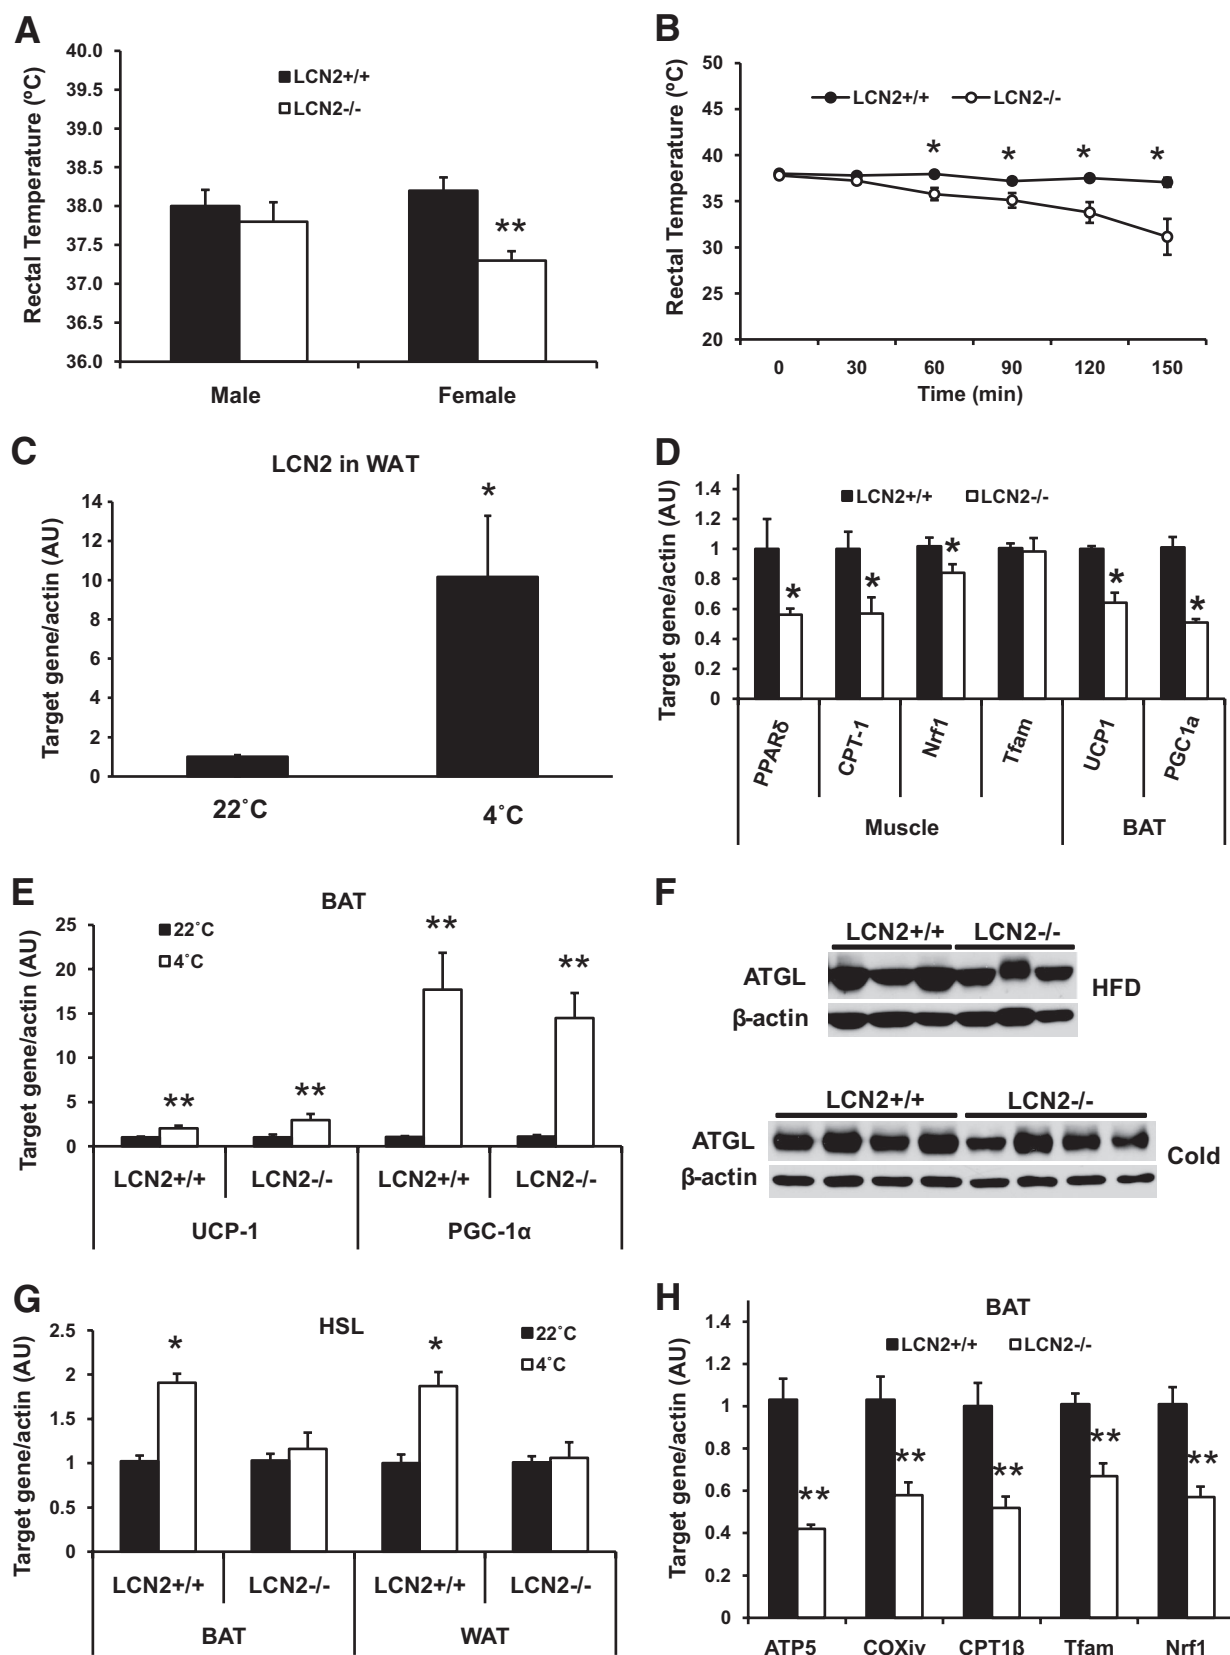 A
Rectal Temperature (ºC)
40.0
39.5
39.0
38.5
38.0
37.5
37.0
36.5
36.0
LCN2+/+
LCN2-/-
**
Male
Female
B
Rectal Temperature (ºC)
50
45
40
35
30
25
20
LCN2+/+
LCN2-/-
* * * *
0 30 60 90 120 150
Time (min)
C
LCN2 in WAT
Target gene/actin (AU)
14
12
10
8
6
4
2
0
*
22˚C
4˚C
D
Target gene/actin (AU)
1.4
1.2
1
0.8
0.6
0.4
0.2
0
LCN2+/+
LCN2-/-
* * * * *
PPARδ
CPT-1
Nrf1
Tfam
UCP1
PGC1a
Muscle
BAT
E
BAT
Target gene/actin (AU)
25
20
15
10
5
0
22˚C
4˚C
** ** ** **
LCN2+/+ LCN2-/- LCN2+/+ LCN2-/-
UCP-1
PGC-1α
F
LCN2+/+ LCN2-/-
ATGL
HFD
β-actin
LCN2+/+ LCN2-/-
ATGL
Cold
β-actin
G
HSL
Target gene/actin (AU)
2.5
2
1.5
1
0.5
0
22˚C
4˚C
* *
LCN2+/+ LCN2-/- LCN2+/+ LCN2-/-
BAT
WAT
H
BAT
Target gene/actin (AU)
1.4
1.2
1
0.8
0.6
0.4
0.2
0
LCN2+/+
LCN2-/-
** ** ** ** **
ATP5 COXiv CPT1ß Tfam Nrf1